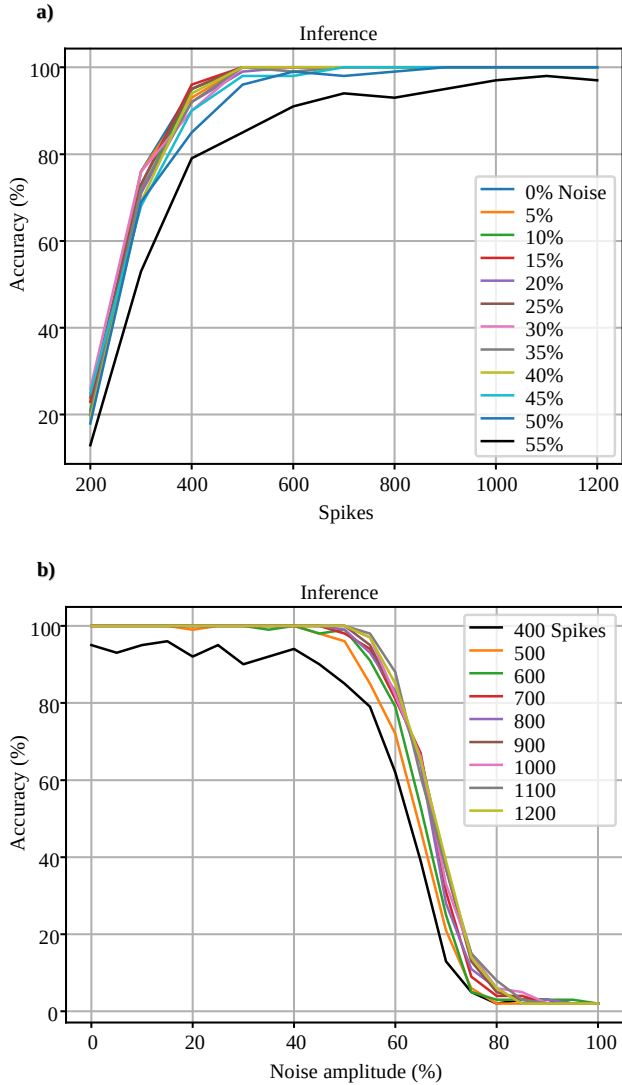 a)
Inference
100
80
60
40
20
Accuracy (%)
0% Noise
5%
10%
15%
20%
25%
30%
35%
40%
45%
50%
55%
200 400 600 800 1000 1200
Spikes
b)
Inference
100
80
60
40
20
0
Accuracy (%)
400 Spikes
500
600
700
800
900
1000
1100
1200
0 20 40 60 80 100
Noise amplitude (%)